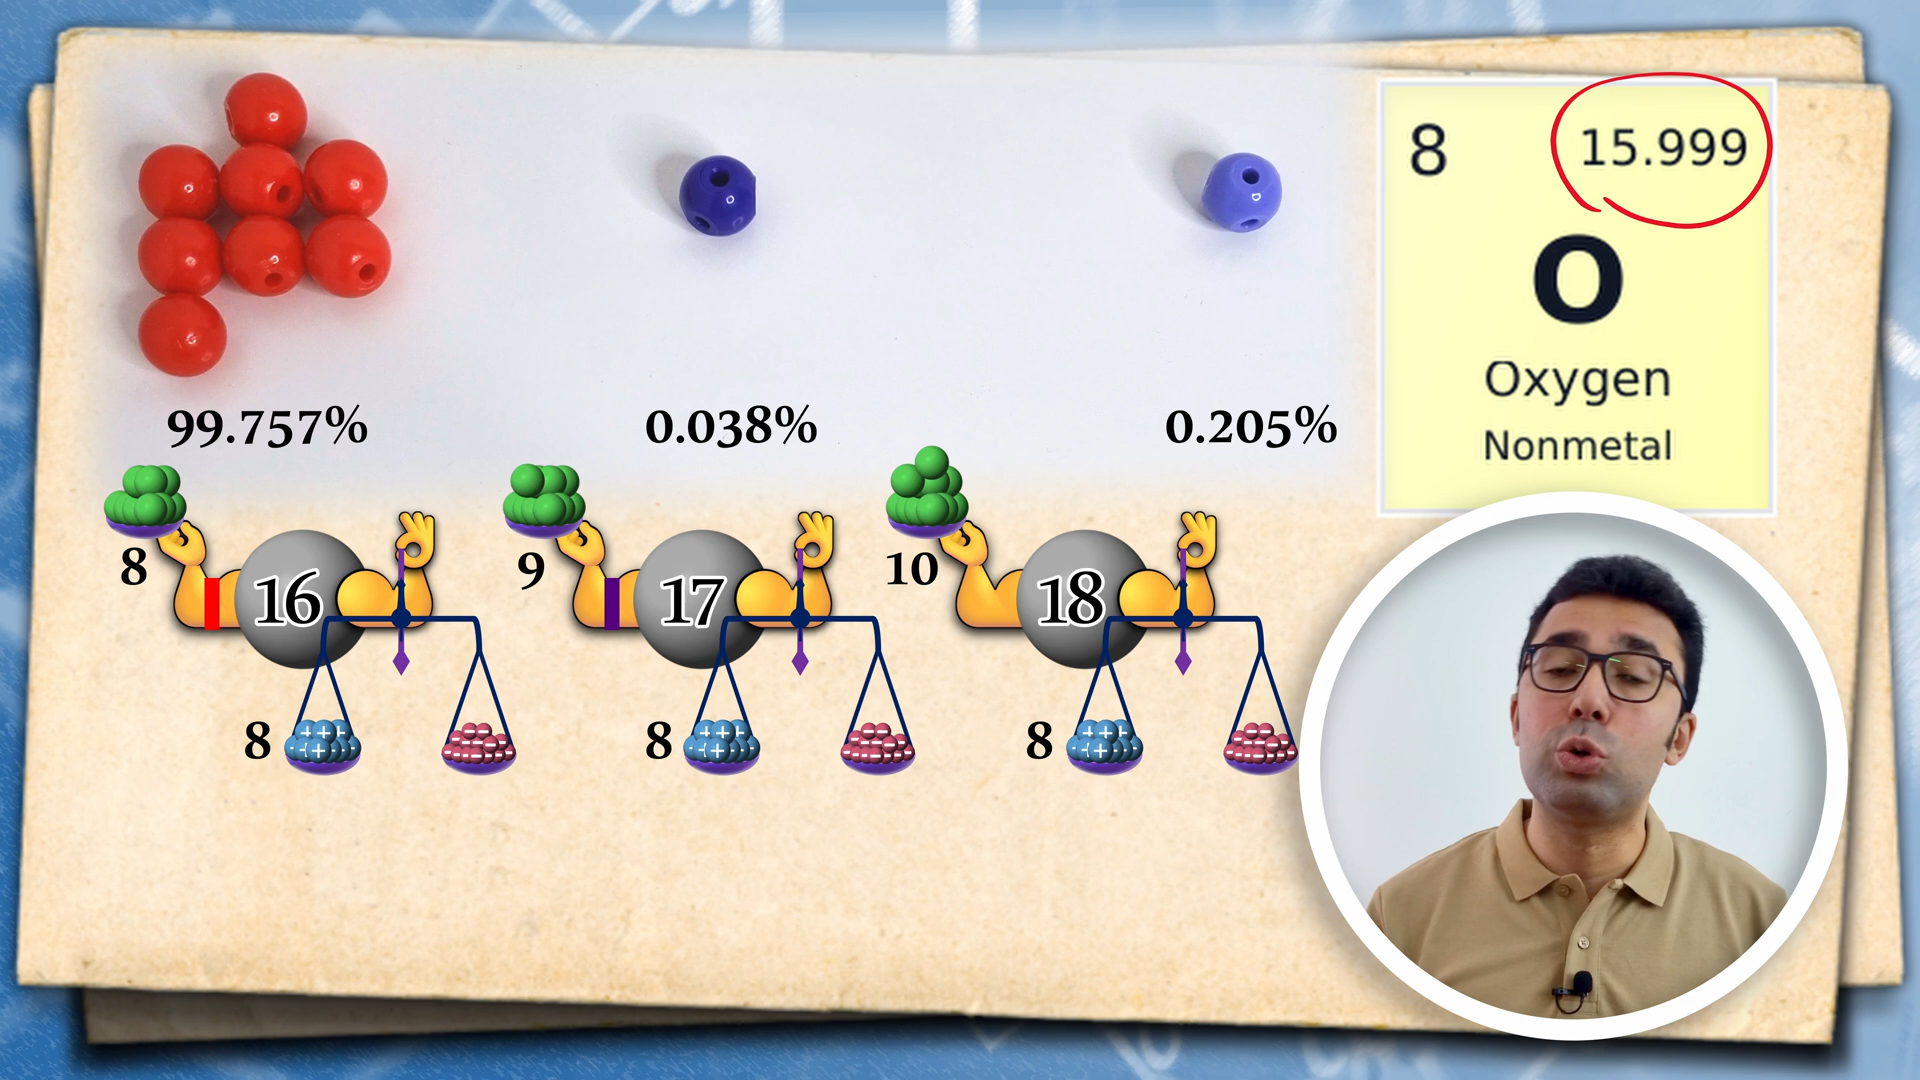 8 15.999
O
Oxygen
Nonmetal
99.757% 0.038% 0.205%
8 9 10
16 17 18
8 8 8